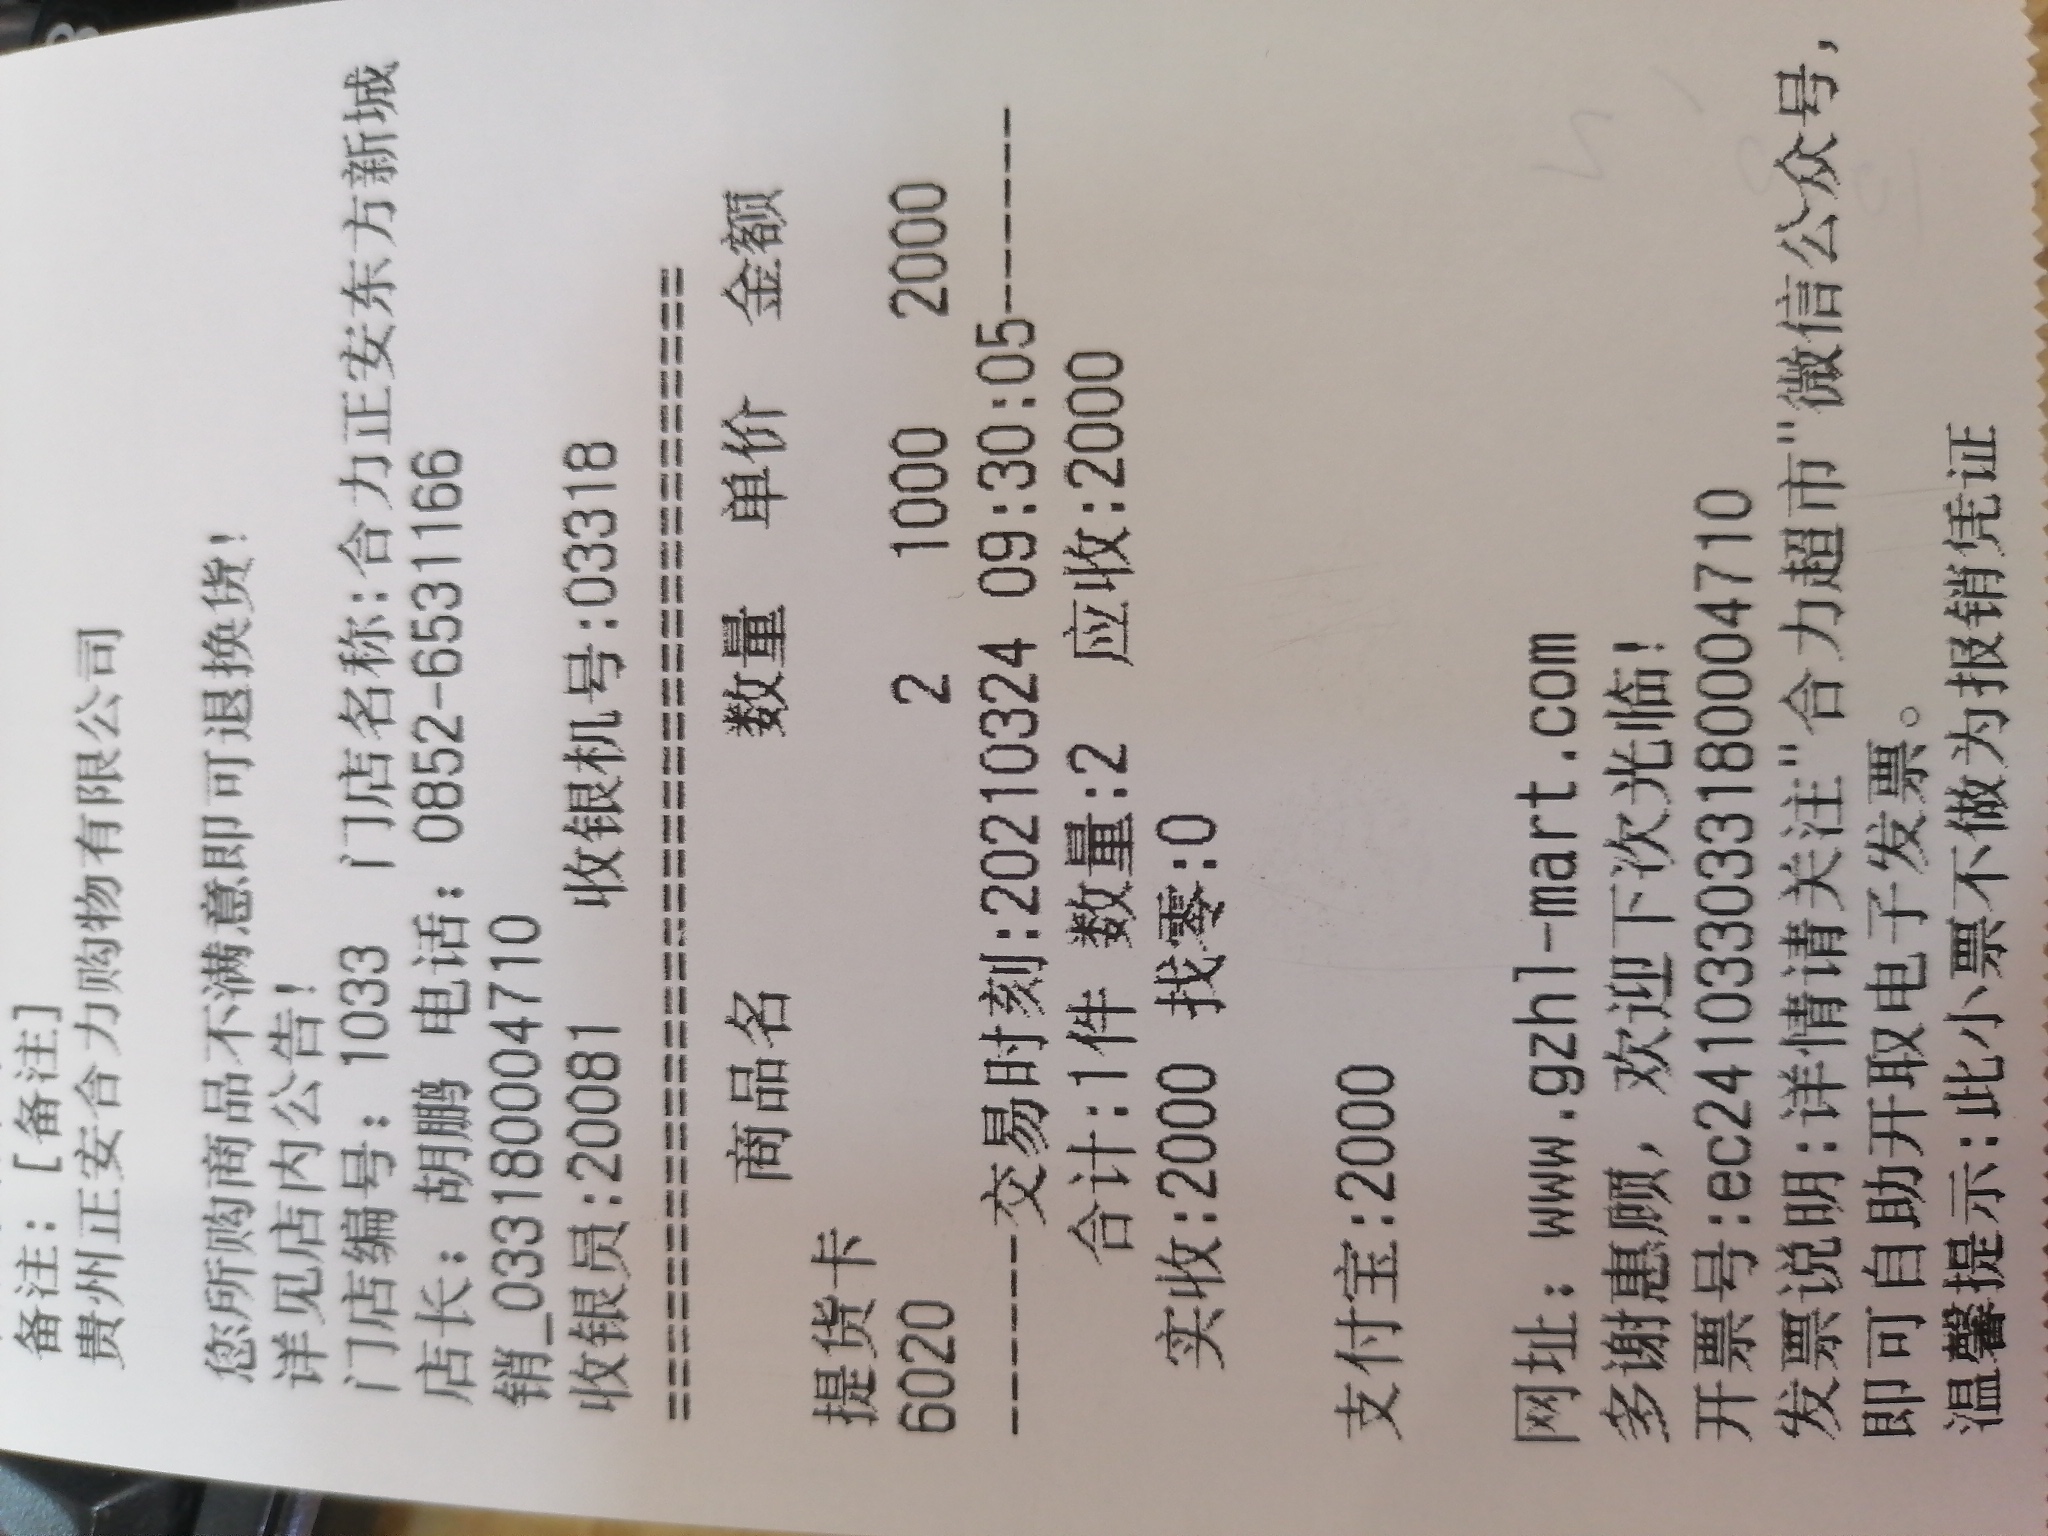 备注：[备注]
贵州正安合力购物有限公司
您所购商品不满意即可退换货！
详见店内公告！
门店编号：1033 门店名称:合力正安东方新城
店长：胡鹏 电话：0852-6531166
销_033180004710
收银员:20081 收银机号:03318
================================
商品名 数量 单价 金额
提货卡
6020 2 1000 2000
------交易时刻:20210324 09:30:05------
合计:1件 数量:2 应收:2000
实收:2000 找零:0
支付宝:2000
网址：www.gzhl-mart.com
多谢惠顾，欢迎下次光临！
开票号:ec241033033180004710
发票说明:详情请关注"合力超市"微信公众号，
即可自助开取电子发票。
温馨提示:此小票不做为报销凭证